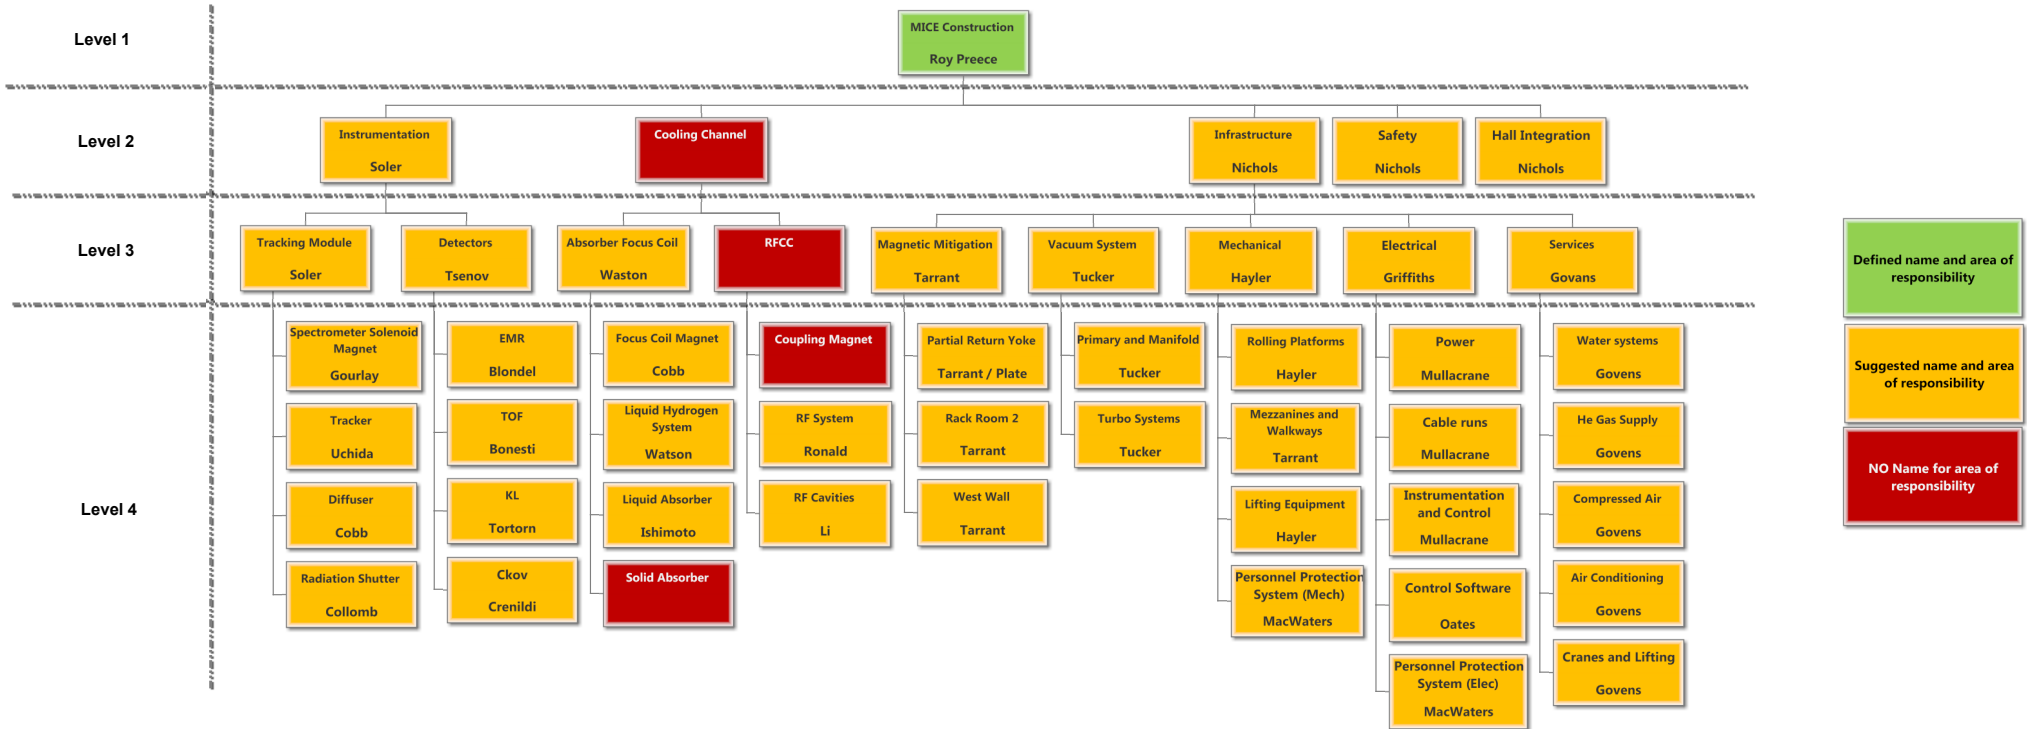 Level 1
MICE Construction
Roy Preece
Level 2
Instrumentation
Soler
Cooling Channel
Infrastructure
Nichols
Safety
Nichols
Hall Integration
Nichols
Level 3
Tracking Module
Soler
Detectors
Tsenov
Absorber Focus Coil
Waston
RFCC
Magnetic Mitigation
Tarrant
Vacuum System
Tucker
Mechanical
Hayler
Electrical
Griffiths
Services
Govans
Level 4
Spectrometer Solenoid
Magnet
Gourlay
Tracker
Uchida
Diffuser
Cobb
Radiation Shutter
Collomb
EMR
Blondel
TOF
Bonesti
KL
Tortorn
Ckov
Crenildi
Focus Coil Magnet
Cobb
Liquid Hydrogen
System
Watson
Liquid Absorber
Ishimoto
Solid Absorber
Coupling Magnet
RF System
Ronald
RF Cavities
Li
Partial Return Yoke
Tarrant / Plate
Rack Room 2
Tarrant
West Wall
Tarrant
Primary and Manifold
Tucker
Turbo Systems
Tucker
Rolling Platforms
Hayler
Mezzanines and
Walkways
Tarrant
Lifting Equipment
Hayler
Personnel Protection
System (Mech)
MacWaters
Power
Mullacrane
Cable runs
Mullacrane
Instrumentation
and Control
Mullacrane
Control Software
Oates
Personnel Protection
System (Elec)
MacWaters
Water systems
Govens
He Gas Supply
Govens
Compressed Air
Govens
Air Conditioning
Govens
Cranes and Lifting
Govens
Defined name and area of
responsibility
Suggested name and area
of responsibility
NO Name for area of
responsibility